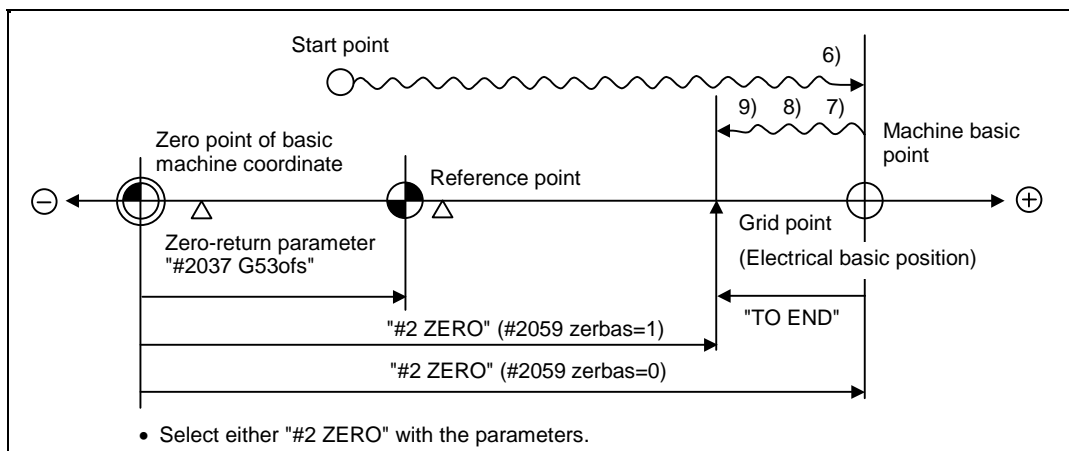 Start point
6)
9) 8) 7)
Zero point of basic
machine coordinate
Machine basic
point
Reference point
⊖
⊕
Zero-return parameter
"#2037 G53ofs"
Grid point
(Electrical basic position)
"TO END"
"#2 ZERO" (#2059 zerbas=1)
"#2 ZERO" (#2059 zerbas=0)
• Select either "#2 ZERO" with the parameters.